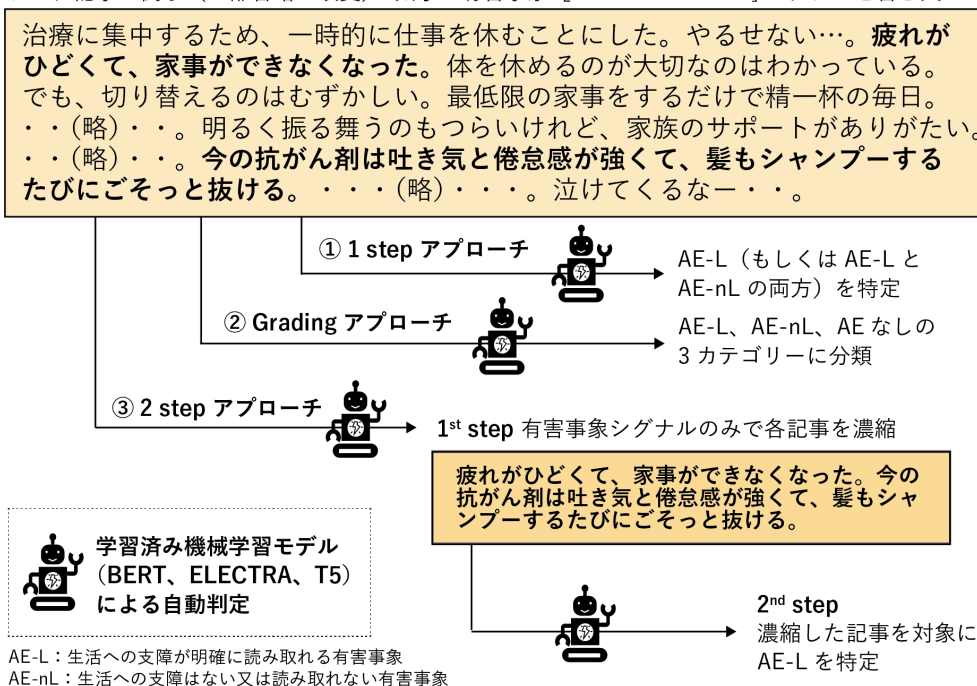 治療に集中するため、一時的に仕事を休むことにした。やるせない…。疲れが
ひどくて、家事ができなくなった。体を休めるのが大切なのはわかっている。
でも、切り替えるのはむずかしい。最低限の家事をするだけで精一杯の毎日。
・・(略)・・。明るく振る舞うのもつらいけれど、家族のサポートがありがたい。
・・(略)・・。今の抗がん剤は吐き気と倦怠感が強くて、髪もシャンプーする
たびにごそっと抜ける。・・・(略)・・・。泣けてくるなー・・。
① 1 step アプローチ
AE-L（もしくは AE-L と
AE-nL の両方）を特定
② Grading アプローチ
AE-L、AE-nL、AE なしの
3 カテゴリーに分類
③ 2 step アプローチ
1st step 有害事象シグナルのみで各記事を濃縮
疲れがひどくて、家事ができなくなった。今の
抗がん剤は吐き気と倦怠感が強くて、髪もシャ
ンプーするたびにごそっと抜ける。
学習済み機械学習モデル
（BERT、ELECTRA、T5）
による自動判定
2nd step
濃縮した記事を対象に
AE-L を特定
AE-L：生活への支障が明確に読み取れる有害事象
AE-nL：生活への支障はない又は読み取れない有害事象